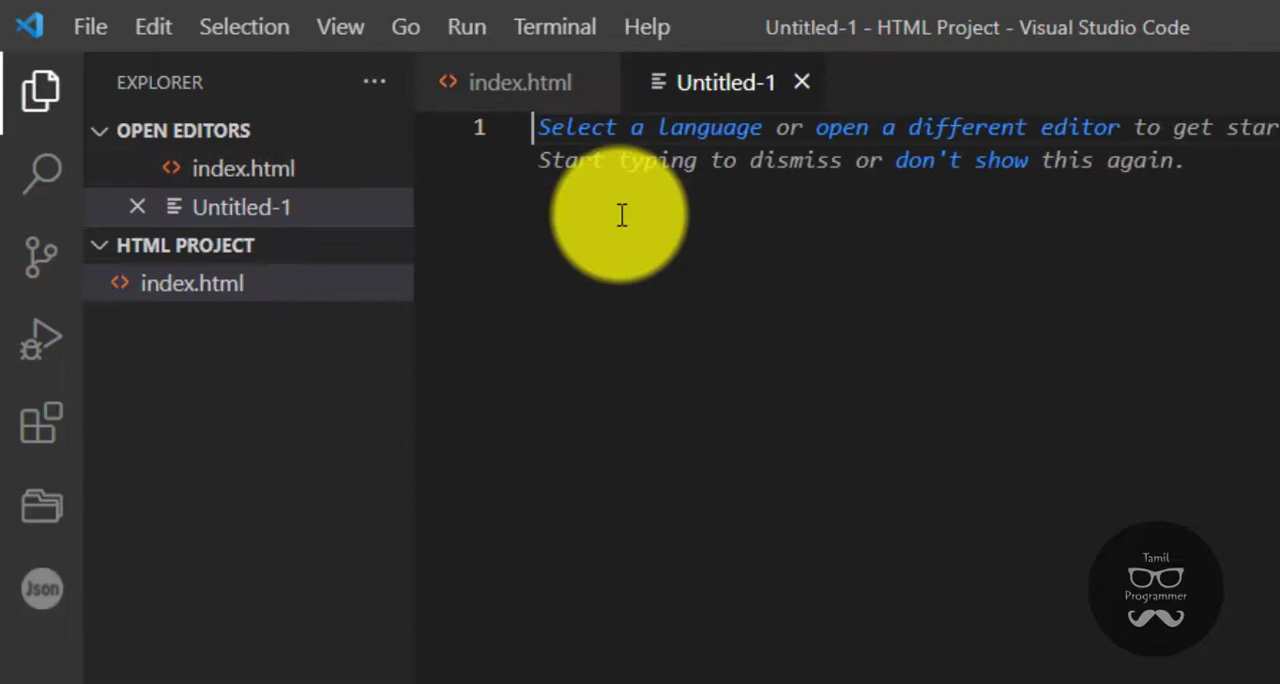 File Edit Selection View Go Run Terminal Help Untitled-1 - HTML Project - Visual Studio Code
EXPLORER ···
index.html
Untitled-1
OPEN EDITORS
index.html
Untitled-1
HTML PROJECT
index.html
1 Select a language or open a different editor to get star
Start typing to dismiss or don't show this again.
Json
Tamil
Programmer